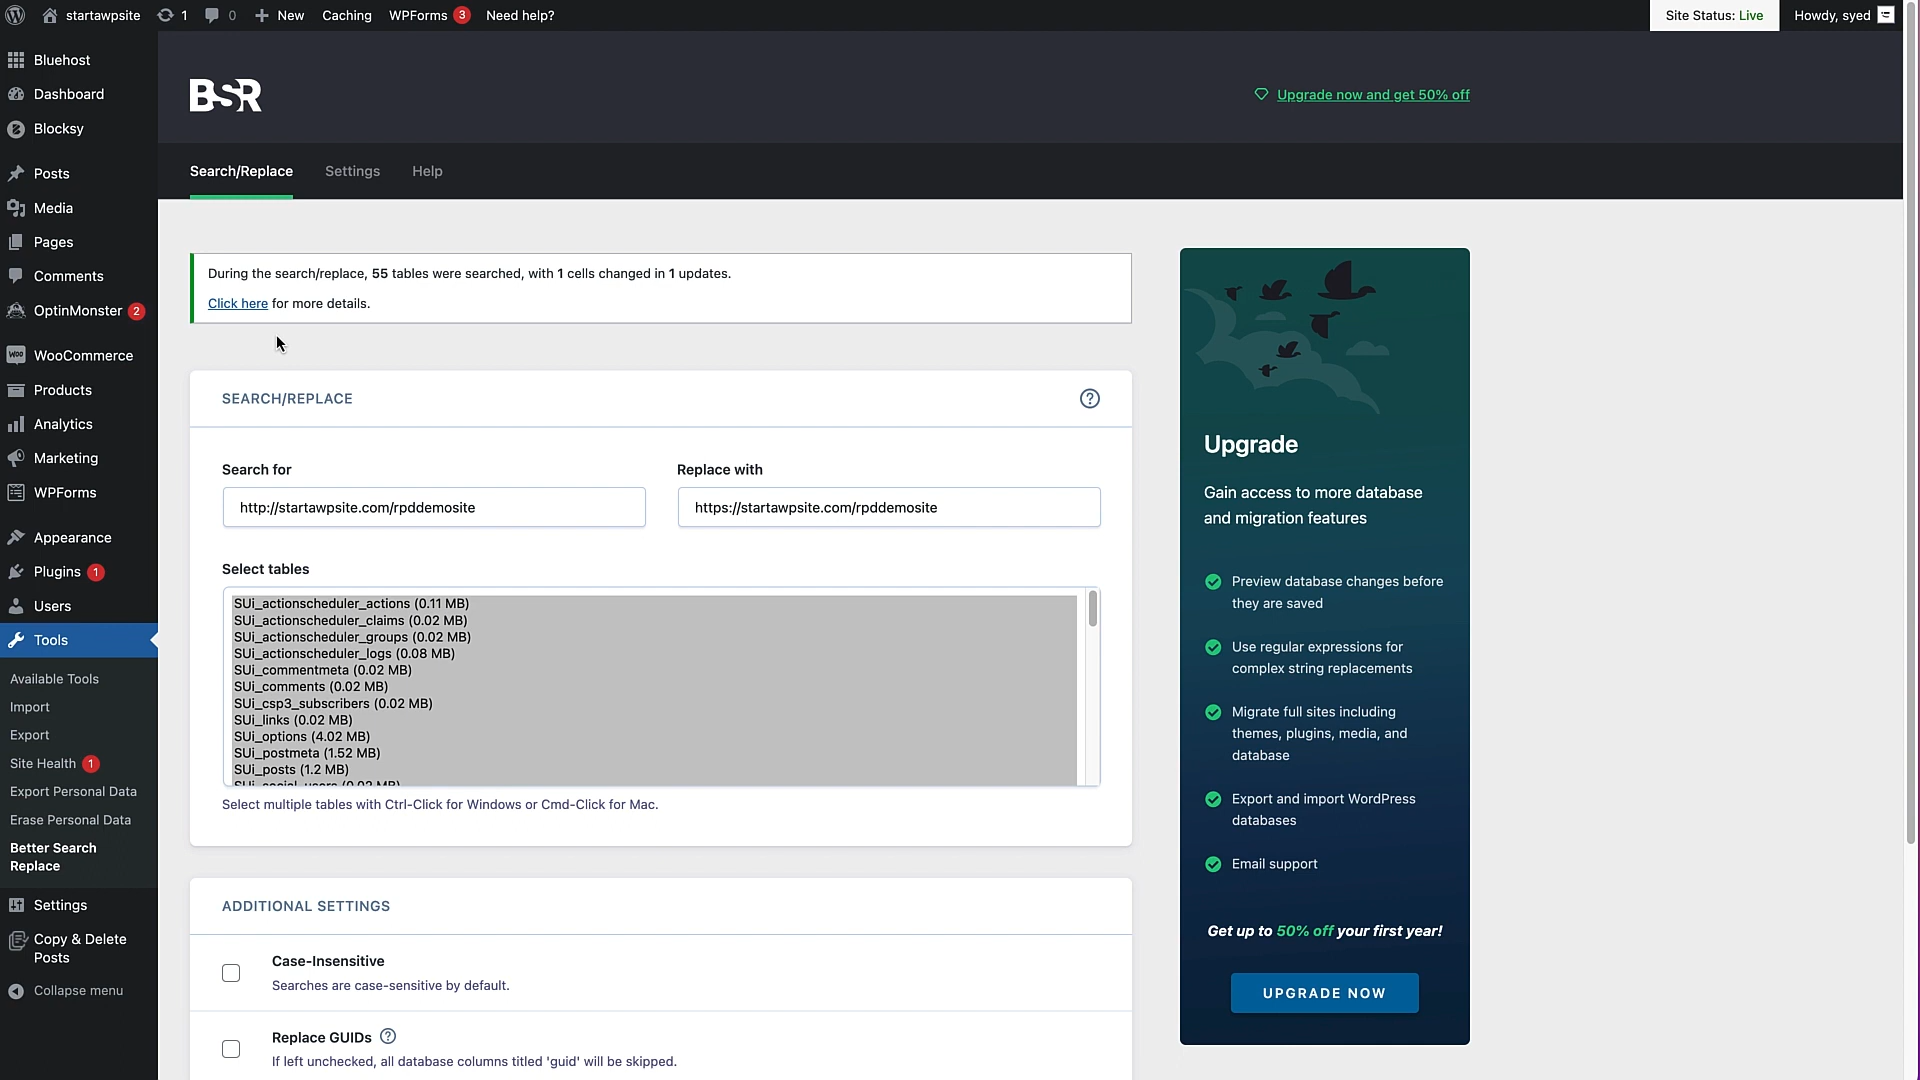 startawpsite
1
0
New
Caching
WPForms 3
Need help?
Site Status: Live
Howdy, syed
Bluehost
Dashboard
Blocksy
Posts
Media
Pages
Comments
OptinMonster 2
WOO WooCommerce
Products
Analytics
Marketing
WPForms
Appearance
Plugins 1
Users
Tools
Available Tools
Import
Export
Site Health 1
Export Personal Data
Erase Personal Data
Better Search
Replace
Settings
Copy & Delete
Posts
Collapse menu
BSR
Upgrade now and get 50% off
Search/Replace
Settings
Help
During the search/replace, 55 tables were searched, with 1 cells changed in 1 updates.
Click here for more details.
SEARCH/REPLACE
?
Search for
Replace with
http://startawpsite.com/rpddemosite
https://startawpsite.com/rpddemosite
Select tables
SUi_actionscheduler_actions (0.11 MB)
SUi_actionscheduler_claims (0.02 MB)
SUi_actionscheduler_groups (0.02 MB)
SUi_actionscheduler_logs (0.08 MB)
SUi_commentmeta (0.02 MB)
SUi_comments (0.02 MB)
SUi_csp3_subscribers (0.02 MB)
SUi_links (0.02 MB)
SUi_options (4.02 MB)
SUi_postmeta (1.52 MB)
SUi_posts (1.2 MB)
SUi_social_users (0.02 MB)
Select multiple tables with Ctrl-Click for Windows or Cmd-Click for Mac.
ADDITIONAL SETTINGS
Case-Insensitive
Searches are case-sensitive by default.
Replace GUIDs ?
If left unchecked, all database columns titled 'guid' will be skipped.
Upgrade
Gain access to more database
and migration features
Preview database changes before
they are saved
Use regular expressions for
complex string replacements
Migrate full sites including
themes, plugins, media, and
database
Export and import WordPress
databases
Email support
Get up to 50% off your first year!
UPGRADE NOW